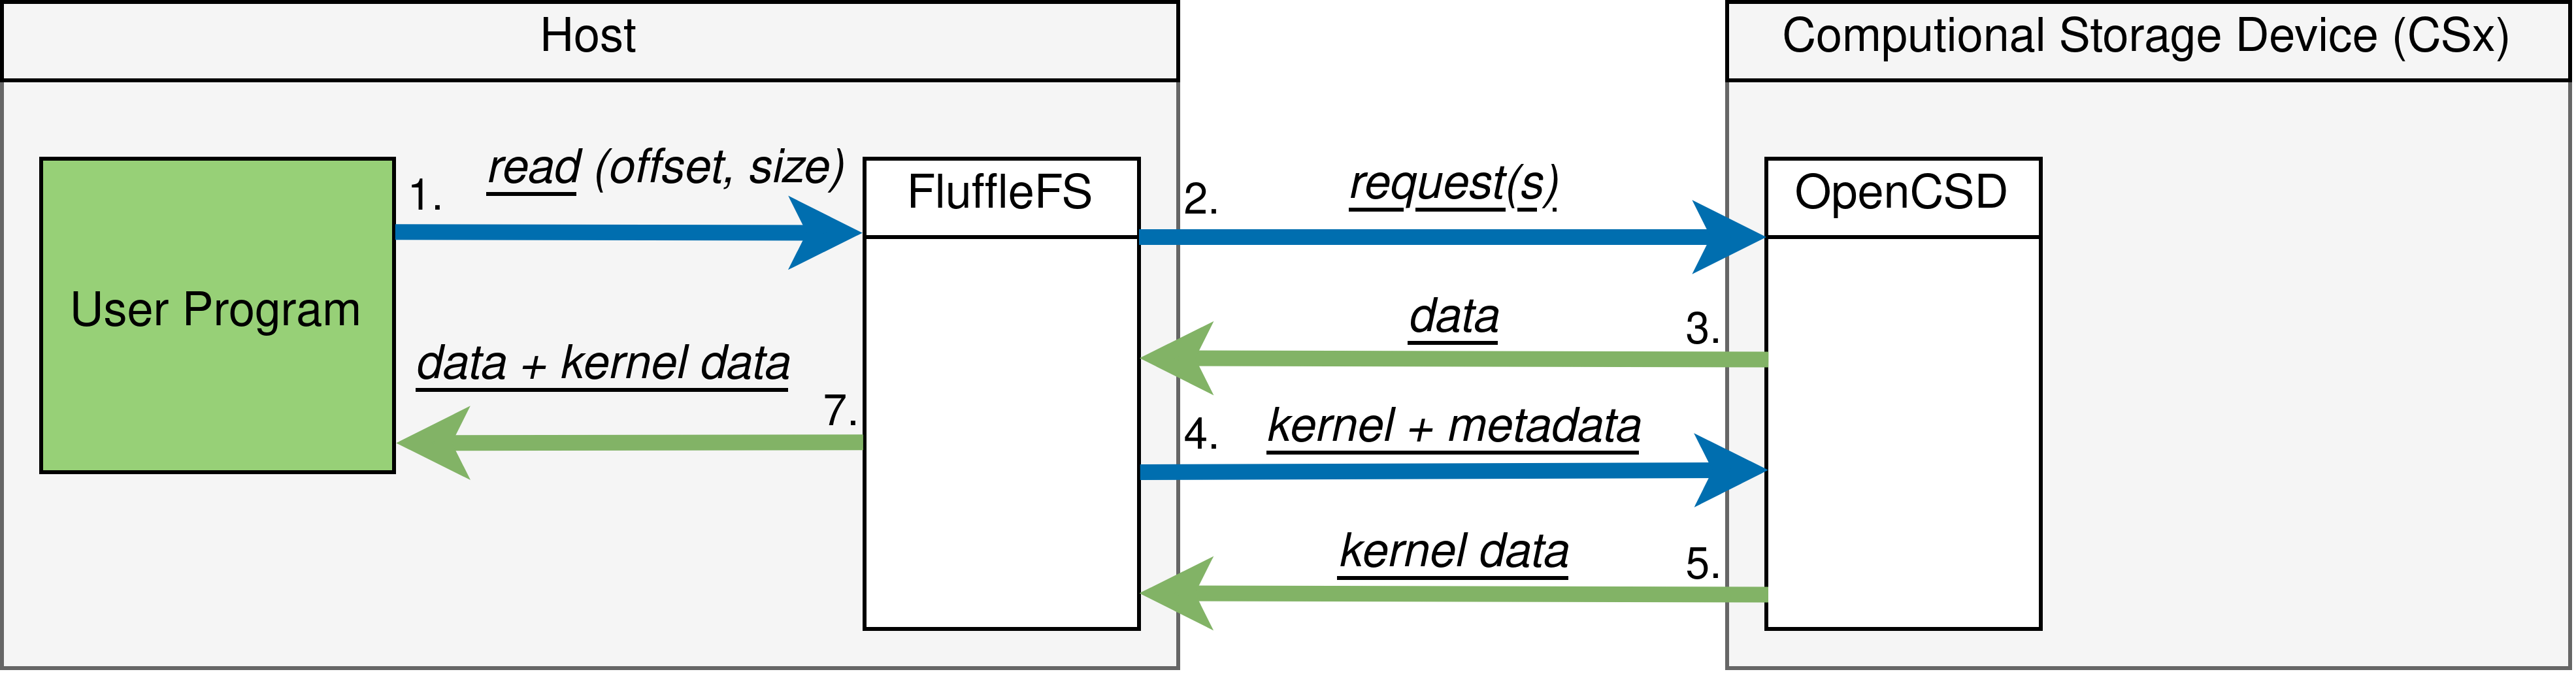 Host
Computional Storage Device (CSx)
User Program
1.
read (offset, size)
FluffleFS
2.
request(s)
OpenCSD
data
3.
data + kernel data
7.
4.
kernel + metadata
kernel data
5.